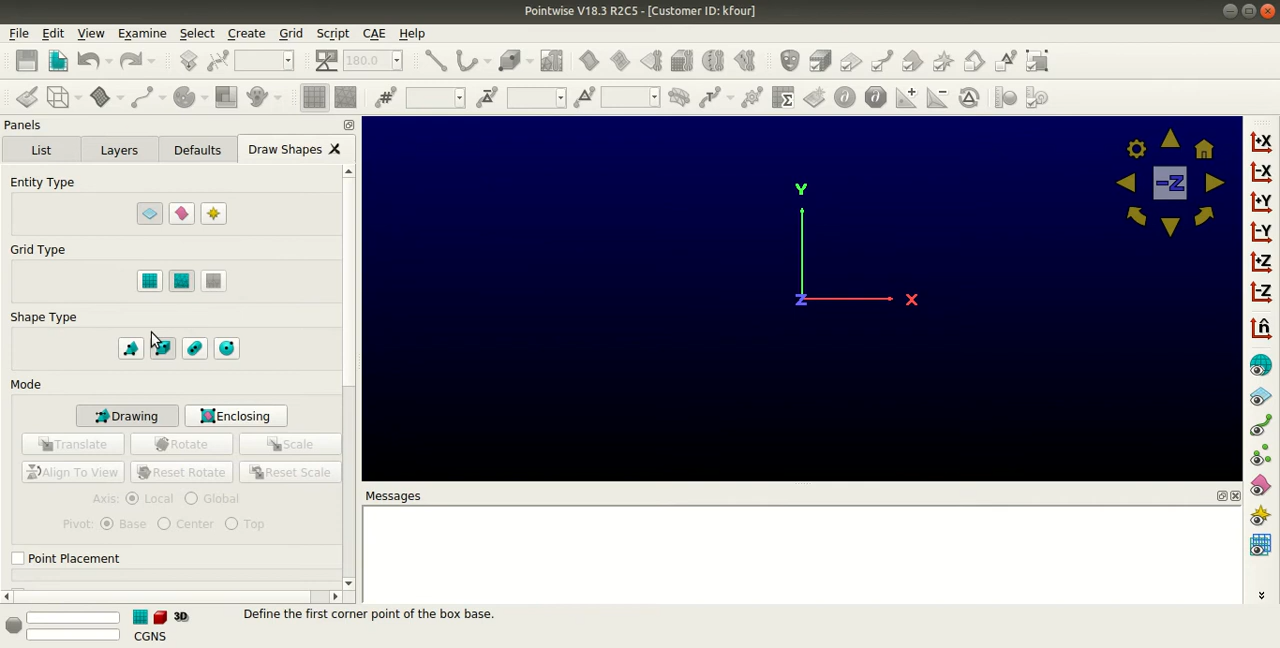 Pointwise V18.3 R2C5 - [Customer ID: kfour]
File Edit View Examine Select Create Grid Script CAE Help
180.0
Panels
List Layers Defaults Draw Shapes
Entity Type
Grid Type
Shape Type
Mode
Drawing Enclosing
Translate Rotate Scale
Align To View Reset Rotate Reset Scale
Axis: Local Global
Pivot: Base Center Top
Point Placement
Y
X
Z
-Z
+X
-X
+Y
-Y
+Z
-Z
n̂
Messages
3D
CGNS
Define the first corner point of the box base.